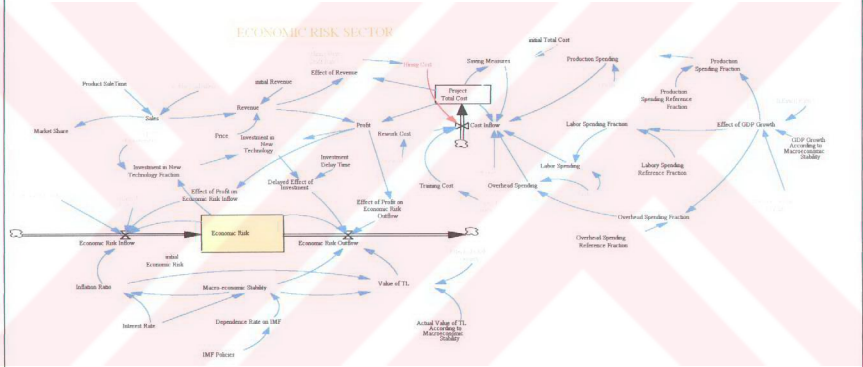 ECONOMIC RISK SECTOR
initial Total Cost
Hiring Cost
Saving Measures
Production Spending
Production
Spending Fraction
Effect of Revenue
initial Revenue
Product SaleTime
Project
Total Cost
Production
Spending Reference
Fraction
Revenue
Sales
Market Share
Price
Profit
Cost Inflow
Labor Spending Fraction
Effect of GDP Growth
Rework Cost
Investment in
New
Technology
GDP Growth
According to
Macroeconomic
Stability
Investment
Delay Time
Investment in New
Technology Fraction
Labor Spending
Labory Spending
Reference Fraction
Delayed Effect of
Investment
Training Cost
Overhead Spending
Effect of Profit on
Economic Risk Inflow
Effect of Profit on
Economic Risk
Outflow
Overhead Spending Fraction
Economic Risk
Overhead Spending
Reference Fraction
Economic Risk Inflow
Economic Risk Outflow
initial
Economic Risk
Inflation Ratio
Macro-economic Stability
Value of TL
Interest Rate
Dependence Rate on IMF
Actual Value of TL
According to
Macroeconomic
Stability
IMF Policies